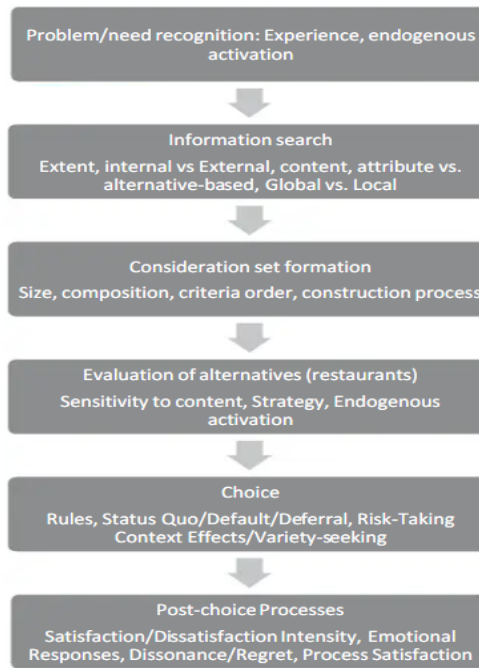 Problem/need recognition: Experience, endogenous
activation
Information search
Extent, internal vs External, content, attribute vs.
alternative-based, Global vs. Local
Consideration set formation
Size, composition, criteria order, construction process
Evaluation of alternatives (restaurants)
Sensitivity to content, Strategy, Endogenous
activation
Choice
Rules, Status Quo/Default/Deferral, Risk-Taking
Context Effects/Variety-seeking
Post-choice Processes
Satisfaction/Dissatisfaction Intensity, Emotional
Responses, Dissonance/Regret, Process Satisfaction